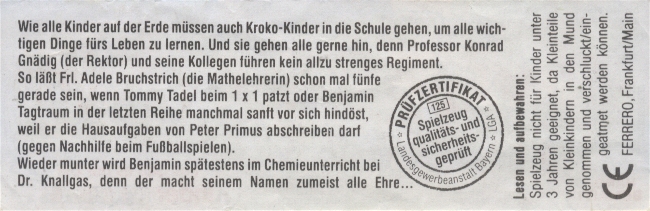 Wie alle Kinder auf der Erde müssen auch Kroko-Kinder in die Schule gehen, um alle wich-
tigen Dinge fürs Leben zu lernen. Und sie gehen alle gerne hin, denn Professor Konrad
Gnädig (der Rektor) und seine Kollegen führen kein allzu strenges Regiment.
So läßt Frl. Adele Bruchstrich (die Mathelehrerin) schon mal fünfe
gerade sein, wenn Tommy Tadel beim 1 x 1 patzt oder Benjamin
Tagtraum in der letzten Reihe manchmal sanft vor sich hindöst,
weil er die Hausaufgaben von Peter Primus abschreiben darf
(gegen Nachhilfe beim Fußballspielen).
Wieder munter wird Benjamin spätestens im Chemieunterricht bei
Dr. Knallgas, denn der macht seinem Namen zumeist alle Ehre...
PRÜFZERTIFIKAT
125
Spielzeug
qualitäts- und
sicherheits-
geprüft
Landesgewerbeanstalt Bayern * LGA *
Lesen und aufbewahren:
Spielzeug nicht für Kinder unter
3 Jahren geeignet, da Kleinteile
von Kleinkindern in den Mund
genommen und verschluckt/ein-
geatmet werden können.
CE FERRERO, Frankfurt/Main